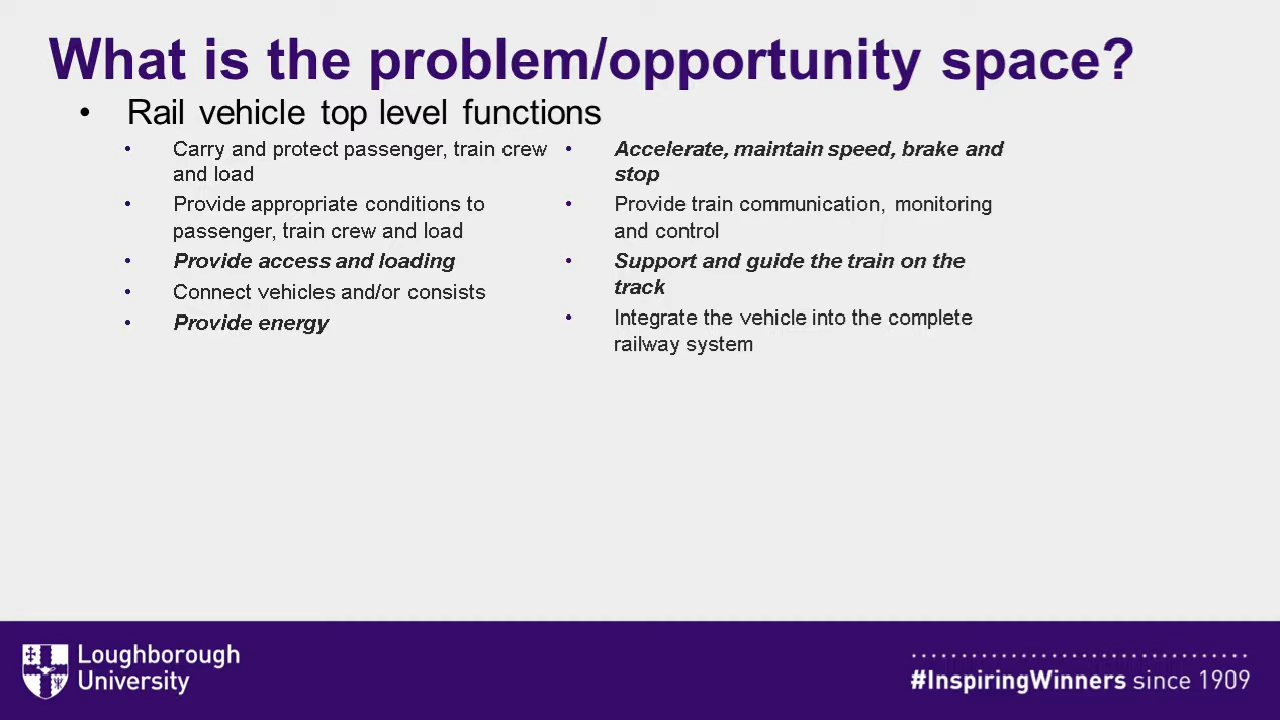 What is the problem/opportunity space?
• Rail vehicle top level functions
• Carry and protect passenger, train crew
and load
• Provide appropriate conditions to
passenger, train crew and load
• Provide access and loading
• Connect vehicles and/or consists
• Provide energy
• Accelerate, maintain speed, brake and
stop
• Provide train communication, monitoring
and control
• Support and guide the train on the
track
• Integrate the vehicle into the complete
railway system
Loughborough
University
#InspiringWinners since 1909